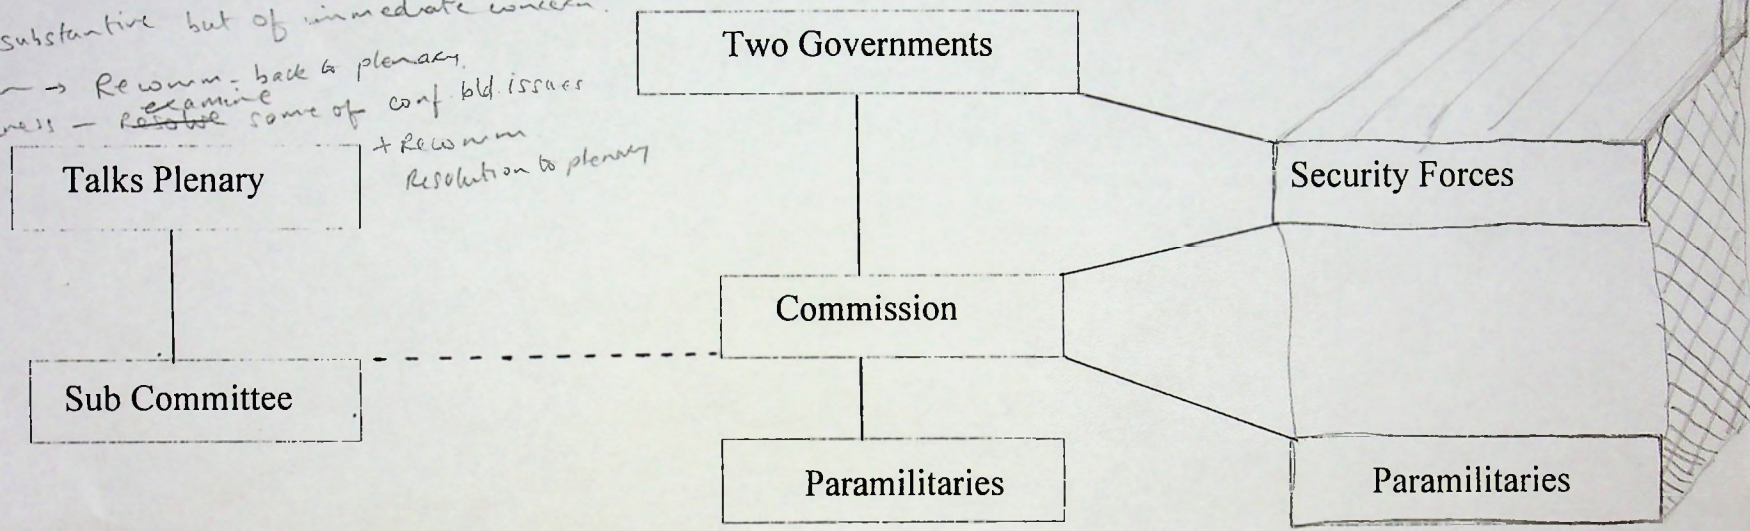 substantive but of immediate concern.
→ Recomm - back to plenary.
examine
ness – Resolve some of conf. bld. issues
+ Recomm
Resolution to plenary
Two Governments
Talks Plenary
Security Forces
Commission
Sub Committee
Paramilitaries
Paramilitaries